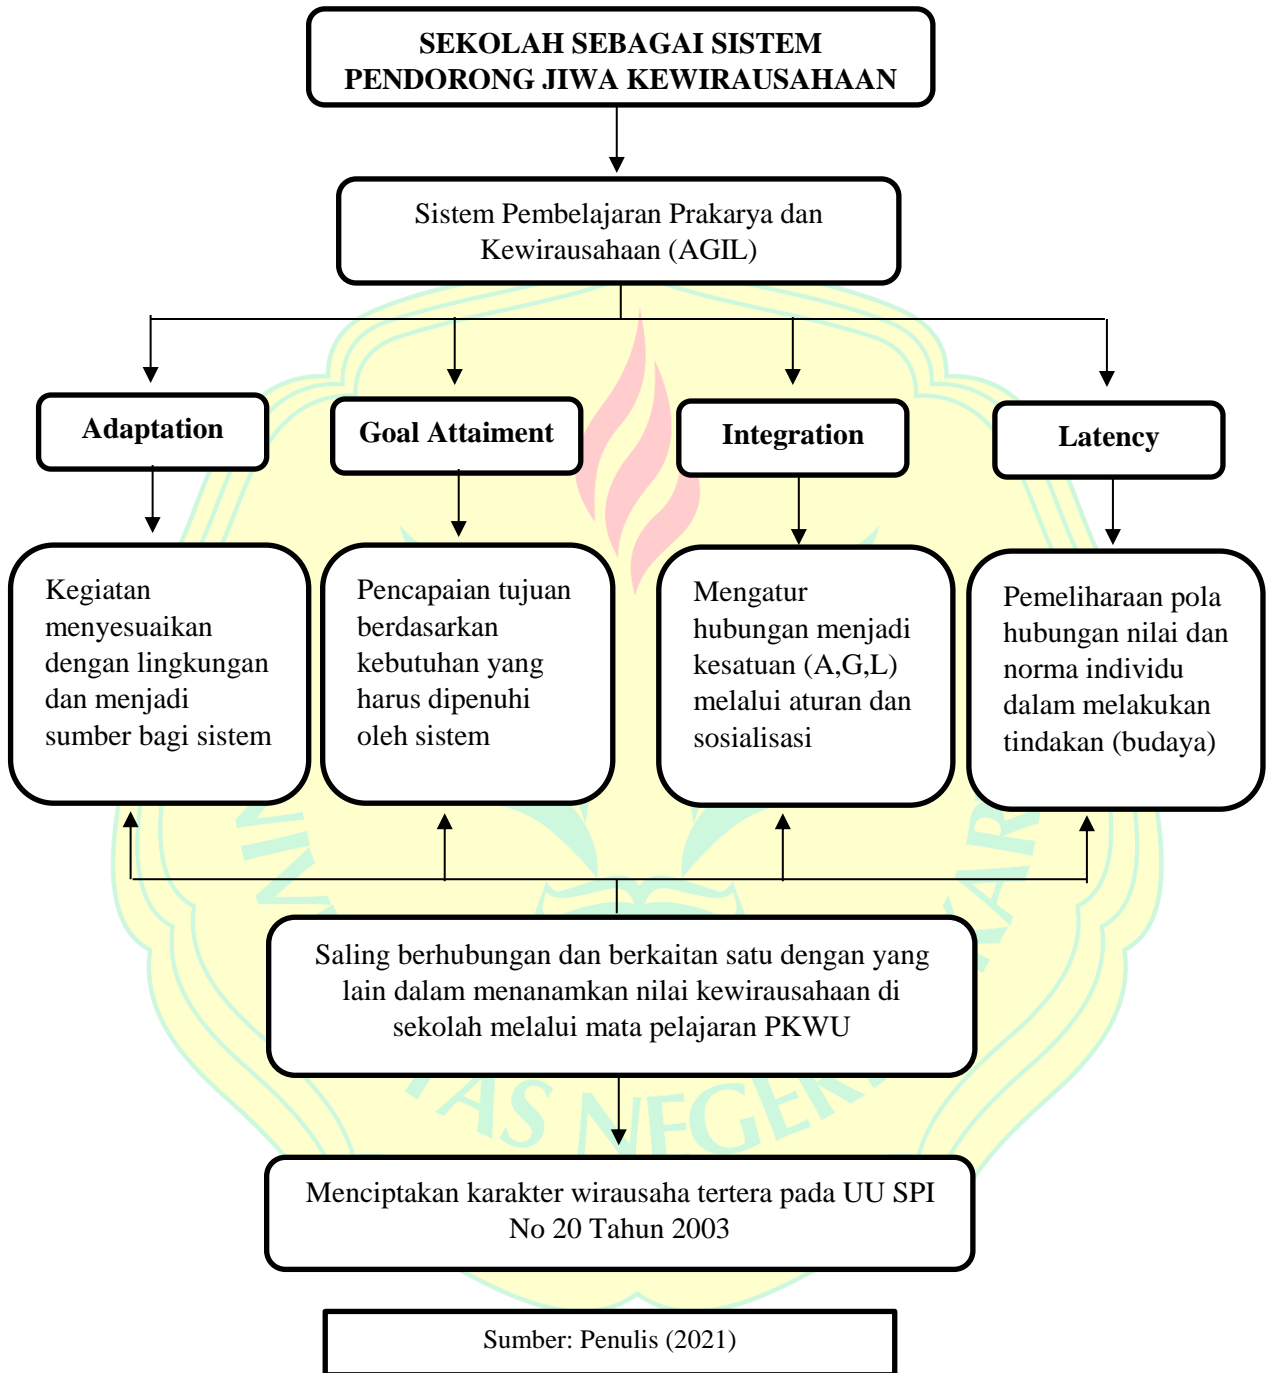 SEKOLAH SEBAGAI SISTEM
PENDORONG JIWA KEWIRAUSAHAAN
Sistem Pembelajaran Prakarya dan
Kewirausahaan (AGIL)
Adaptation
Goal Attaiment
Integration
Latency
Kegiatan
menyesuaikan
dengan lingkungan
dan menjadi
sumber bagi sistem
Pencapaian tujuan
berdasarkan
kebutuhan yang
harus dipenuhi
oleh sistem
Mengatur
hubungan menjadi
kesatuan (A,G,L)
melalui aturan dan
sosialisasi
Pemeliharaan pola
hubungan nilai dan
norma individu
dalam melakukan
tindakan (budaya)
Saling berhubungan dan berkaitan satu dengan yang
lain dalam menanamkan nilai kewirausahaan di
sekolah melalui mata pelajaran PKWU
Menciptakan karakter wirausaha tertera pada UU SPI
No 20 Tahun 2003
Sumber: Penulis (2021)